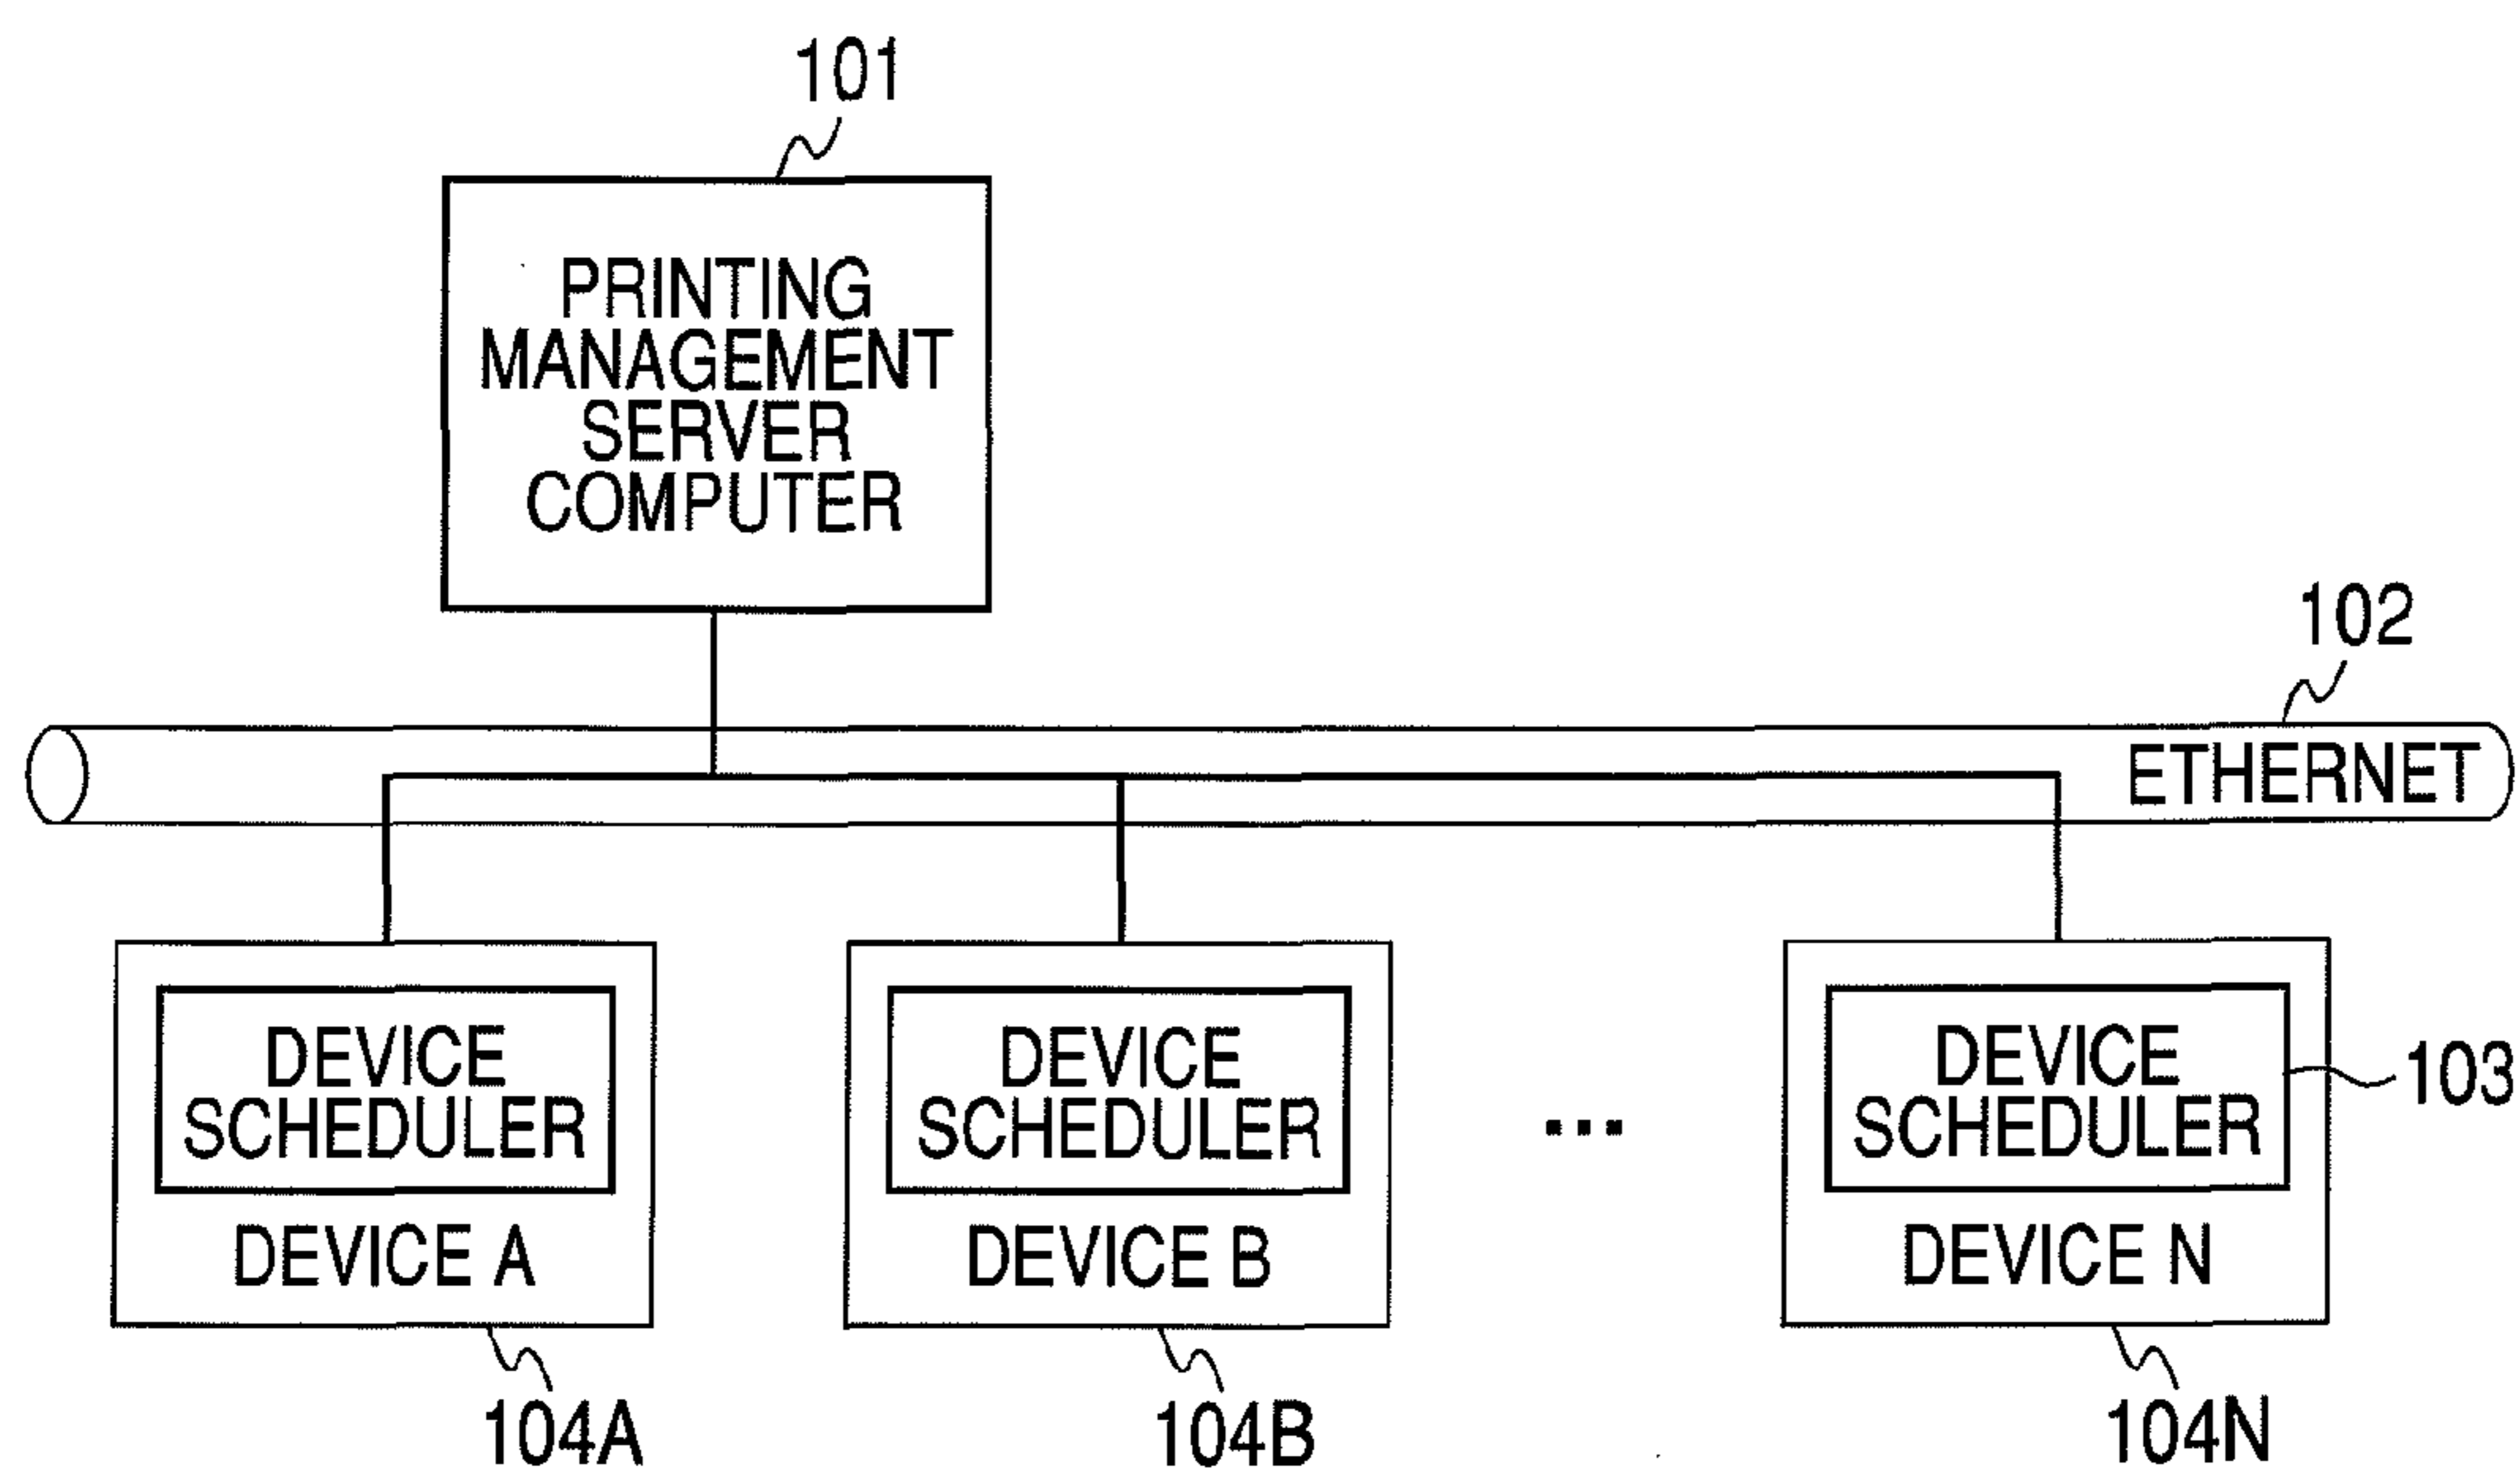 101
PRINTING
MANAGEMENT
SERVER
COMPUTER
102
ETHERNET
DEVICE
SCHEDULER
DEVICE A
DEVICE
SCHEDULER
DEVICE B
...
DEVICE
SCHEDULER
DEVICE N
103
104A
104B
104N